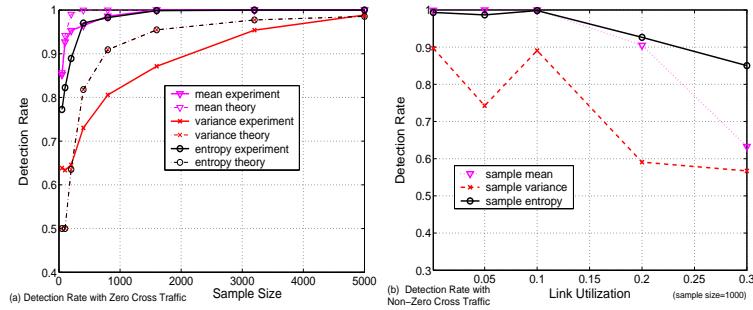 1
0.9
0.8
0.7
0.6
0.5
0.4
Detection Rate
mean experiment
mean theory
variance experiment
variance theory
entropy experiment
entropy theory
0
1000
2000
3000
4000
5000
Sample Size
(a) Detection Rate with Zero Cross Traffic
1
0.9
0.8
0.7
0.6
0.5
0.4
0.3
Detection Rate
sample mean
sample variance
sample entropy
0.05
0.1
0.2
0.3
Link Utilization
(sample size=1000)
(b) Detection Rate with
Non-Zero Cross Traffic